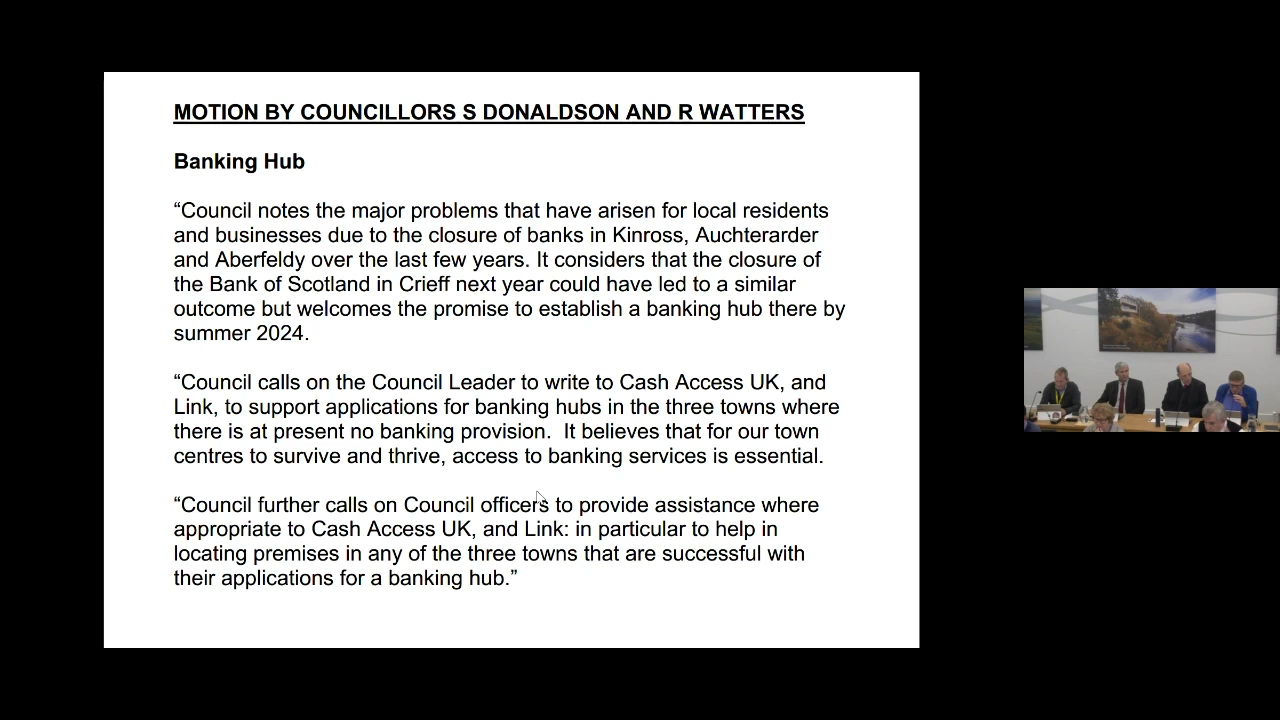 MOTION BY COUNCILLORS S DONALDSON AND R WATTERS
Banking Hub
“Council notes the major problems that have arisen for local residents
and businesses due to the closure of banks in Kinross, Auchterarder
and Aberfeldy over the last few years. It considers that the closure of
the Bank of Scotland in Crieff next year could have led to a similar
outcome but welcomes the promise to establish a banking hub there by
summer 2024.
“Council calls on the Council Leader to write to Cash Access UK, and
Link, to support applications for banking hubs in the three towns where
there is at present no banking provision.  It believes that for our town
centres to survive and thrive, access to banking services is essential.
“Council further calls on Council officers to provide assistance where
appropriate to Cash Access UK, and Link: in particular to help in
locating premises in any of the three towns that are successful with
their applications for a banking hub.”